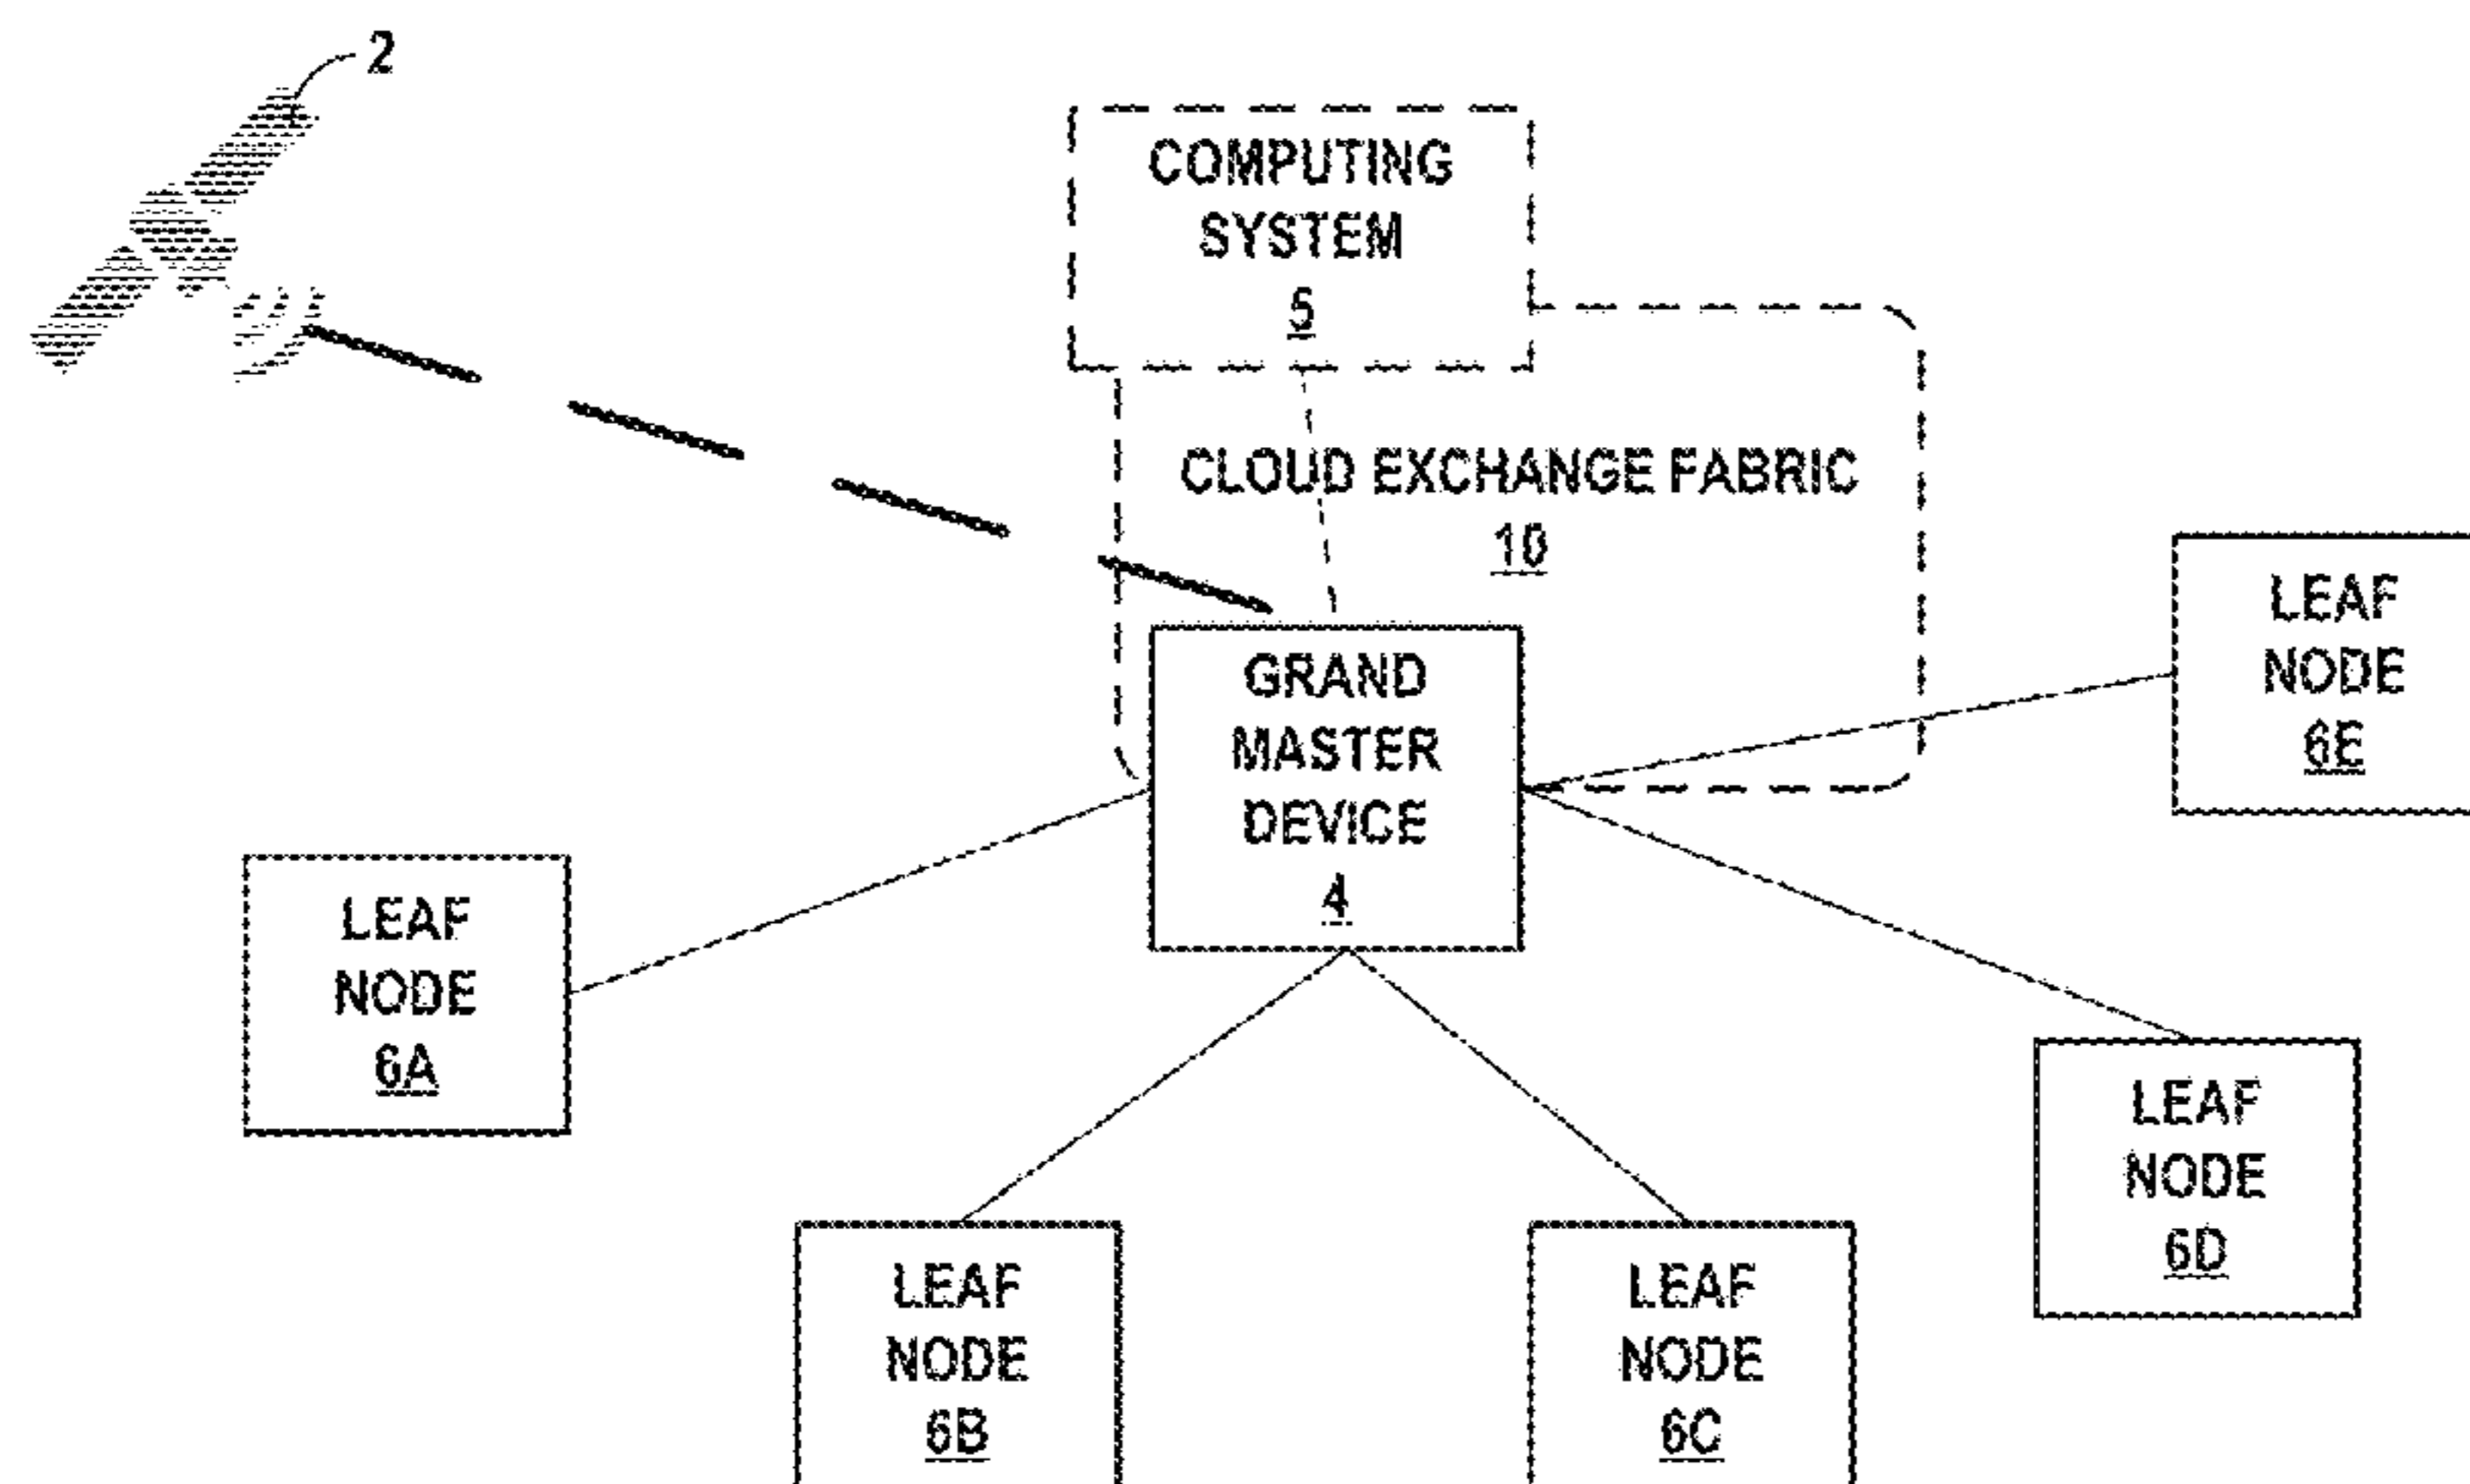 2
COMPUTING
SYSTEM
5
CLOUD EXCHANGE FABRIC
10
GRAND
MASTER
DEVICE
4
LEAF
NODE
6E
LEAF
NODE
6A
LEAF
NODE
6D
LEAF
NODE
6B
LEAF
NODE
6C